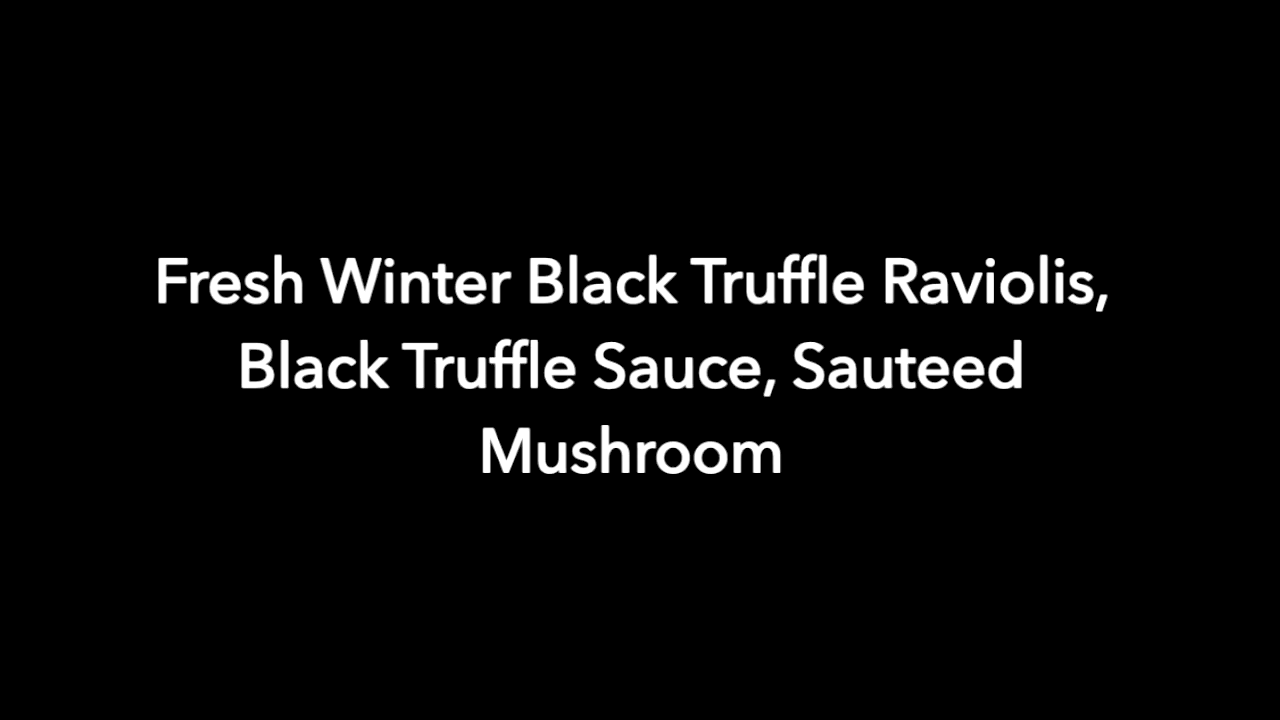 Fresh Winter Black Truffle Raviolis,
Black Truffle Sauce, Sauteed
Mushroom